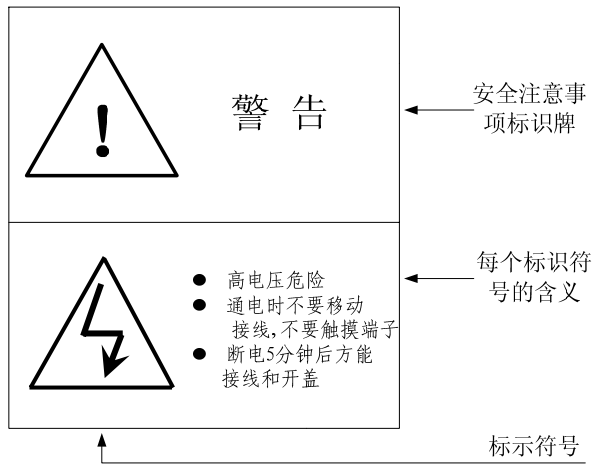 警 告
安全注意事
项标识牌
● 高电压危险
● 通电时不要移动
接线,不要触摸端子
● 断电5分钟后方能
接线和开盖
每个标识符
号的含义
标示符号